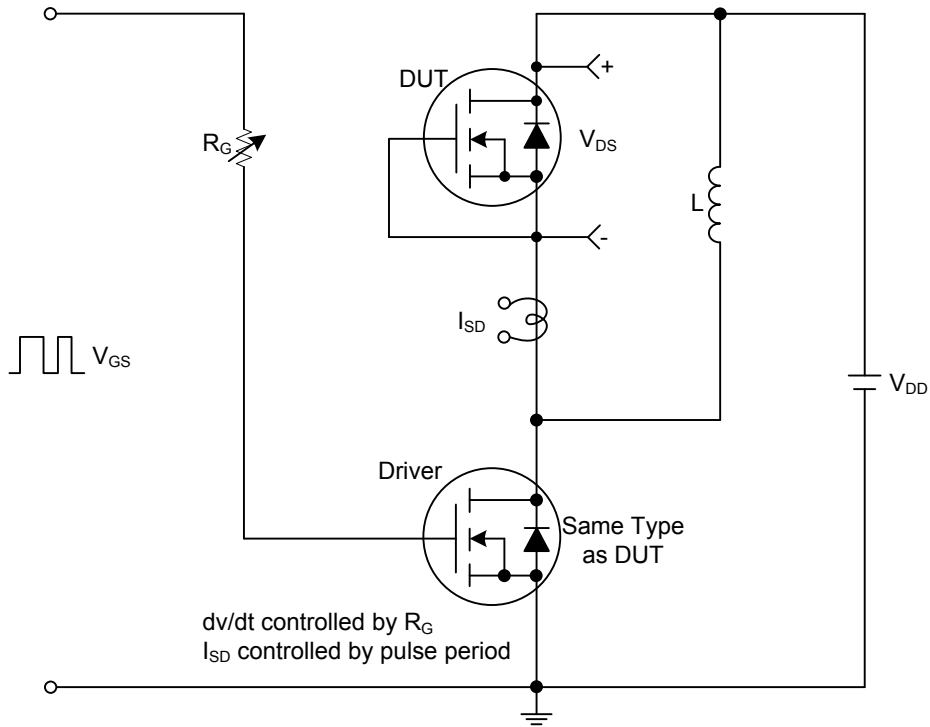 DUT
+
R_G
V_DS
L
-
I_SD
V_GS
V_DD
Driver
Same Type
as DUT
dv/dt controlled by R_G
I_SD controlled by pulse period